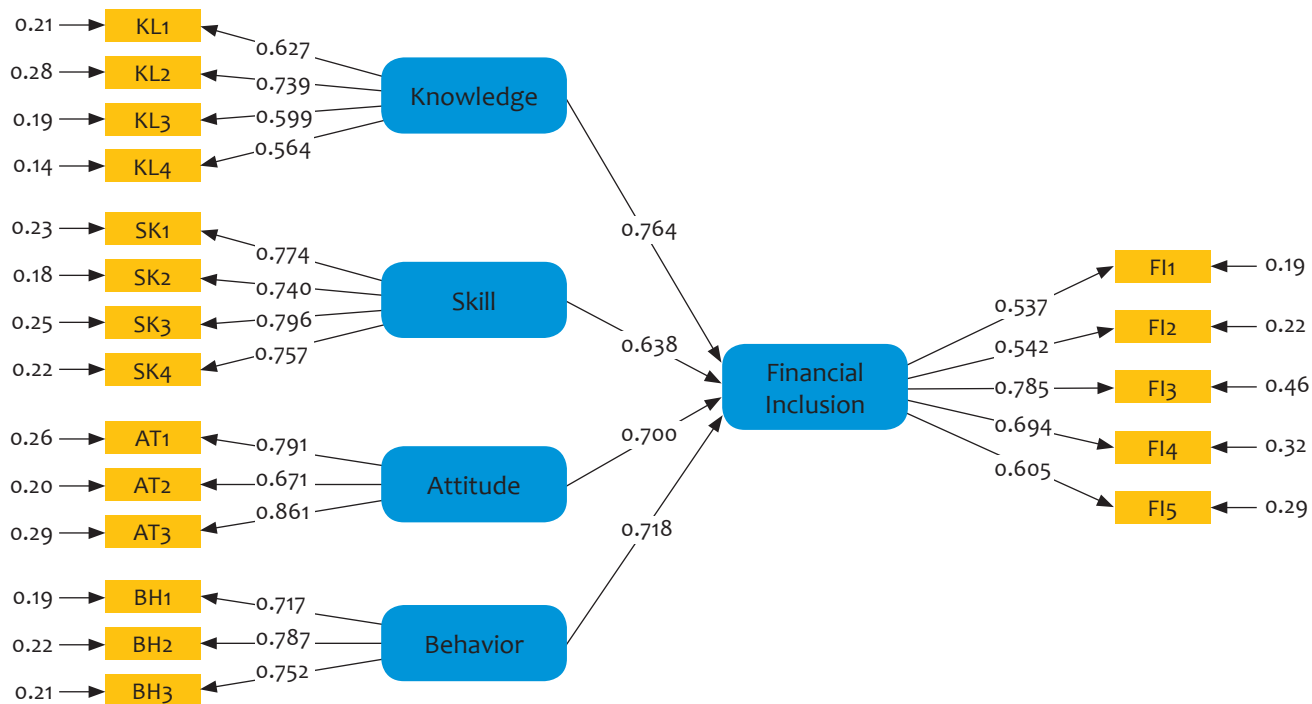 0.21 KL1
0.627
0.28 KL2
0.739
0.19 KL3
0.599
0.14 KL4
0.564
Knowledge
0.764
0.23 SK1
0.774
0.18 SK2
0.740
0.25 SK3
0.796
0.22 SK4
0.757
Skill
0.638
0.26 AT1
0.791
0.20 AT2
0.671
0.29 AT3
0.861
Attitude
0.700
0.19 BH1
0.717
0.22 BH2
0.787
0.21 BH3
0.752
Behavior
0.718
Financial
Inclusion
0.537
FI1 0.19
0.542
FI2 0.22
0.785
FI3 0.46
0.694
FI4 0.32
0.605
FI5 0.29